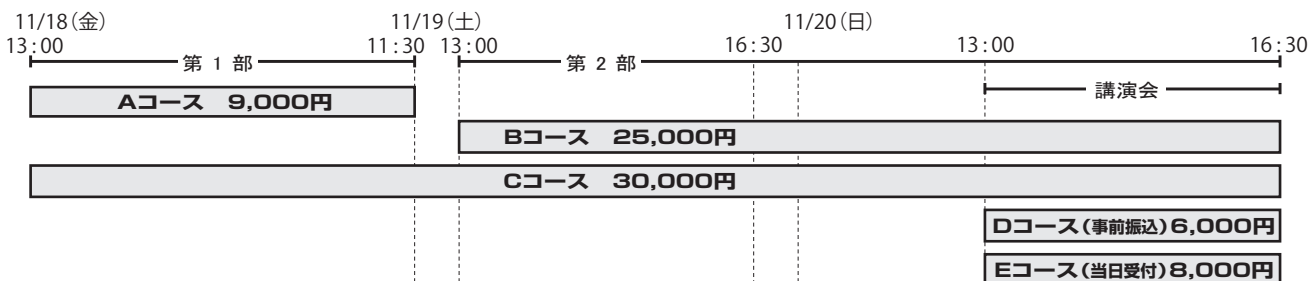 11/18(金) 11/19(土) 11/20(日)
13:00 11:30 13:00 16:30 13:00 16:30
第 1 部 第 2 部
講演会
Aコース 9,000円
Bコース 25,000円
Cコース 30,000円
Dコース(事前振込)6,000円
Eコース(当日受付)8,000円